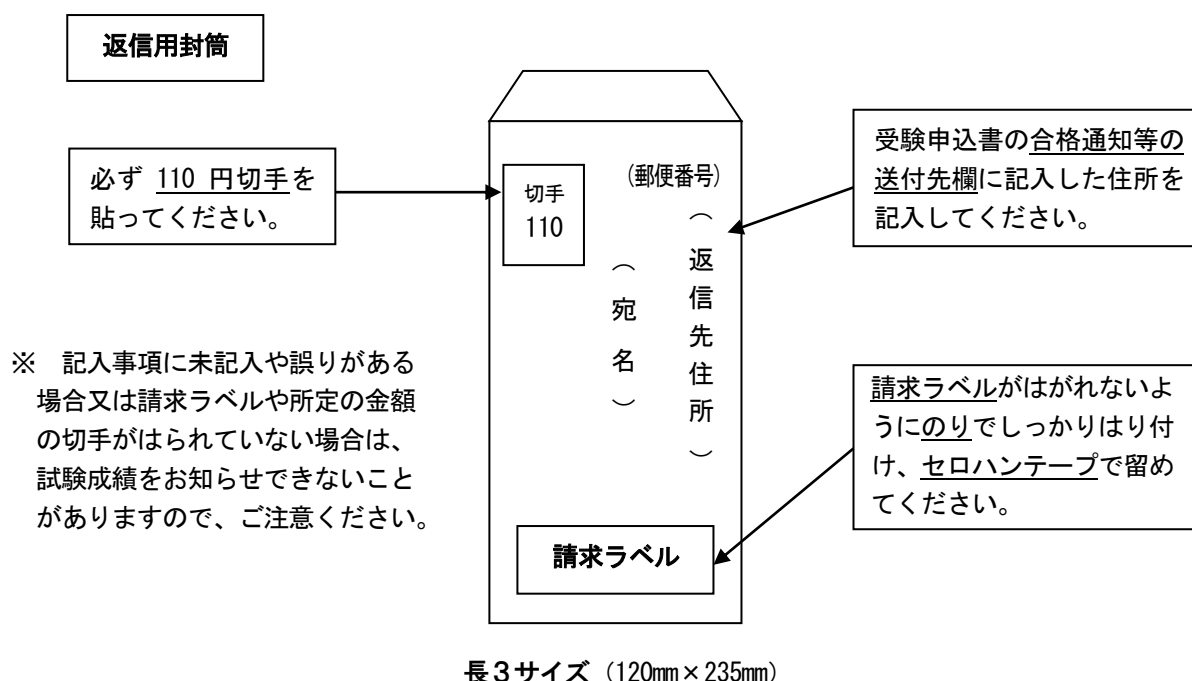 返信用封筒
必ず 110 円切手を
貼ってください。
切手
110
(郵便番号)
（返信先住所）
（宛名）
請求ラベル
受験申込書の合格通知等の
送付先欄に記入した住所を
記入してください。
※　記入事項に未記入や誤りがある
場合又は請求ラベルや所定の金額
の切手がはられていない場合は、
試験成績をお知らせできないこと
がありますので、ご注意ください。
請求ラベルがはがれないよ
うにのりでしっかりはり付
け、セロハンテープで留め
てください。
長３サイズ（120㎜×235㎜）